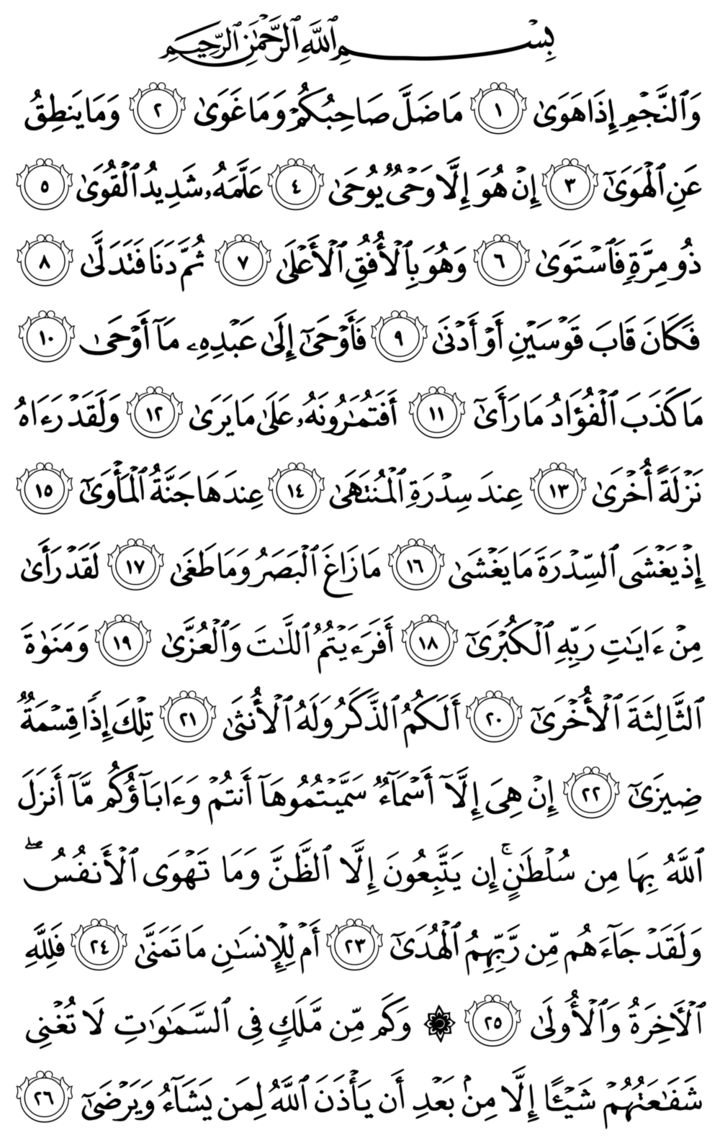 بِسْمِ ٱللَّهِ ٱلرَّحْمَٰنِ ٱلرَّحِيمِ
وَٱلنَّجْمِ إِذَا هَوَىٰ ١ مَا ضَلَّ صَاحِبُكُمْ وَمَا غَوَىٰ ٢ وَمَا يَنطِقُ
عَنِ ٱلْهَوَىٰٓ ٣ إِنْ هُوَ إِلَّا وَحْىٌ يُوحَىٰ ٤ عَلَّمَهُۥ شَدِيدُ ٱلْقُوَىٰ ٥
ذُو مِرَّةٍ فَٱسْتَوَىٰ ٦ وَهُوَ بِٱلْأُفُقِ ٱلْأَعْلَىٰ ٧ ثُمَّ دَنَا فَتَدَلَّىٰ ٨
فَكَانَ قَابَ قَوْسَيْنِ أَوْ أَدْنَىٰ ٩ فَأَوْحَىٰٓ إِلَىٰ عَبْدِهِۦ مَآ أَوْحَىٰ ١٠
مَا كَذَبَ ٱلْفُؤَادُ مَا رَأَىٰٓ ١١ أَفَتُمَٰرُونَهُۥ عَلَىٰ مَا يَرَىٰ ١٢ وَلَقَدْ رَءَاهُ
نَزْلَةً أُخْرَىٰ ١٣ عِندَ سِدْرَةِ ٱلْمُنتَهَىٰ ١٤ عِندَهَا جَنَّةُ ٱلْمَأْوَىٰٓ ١٥
إِذْ يَغْشَى ٱلسِّدْرَةَ مَا يَغْشَىٰ ١٦ مَا زَاغَ ٱلْبَصَرُ وَمَا طَغَىٰ ١٧ لَقَدْ رَأَىٰ
مِنْ ءَايَٰتِ رَبِّهِ ٱلْكُبْرَىٰٓ ١٨ أَفَرَءَيْتُمُ ٱللَّٰتَ وَٱلْعُزَّىٰ ١٩ وَمَنَوٰةَ
ٱلثَّالِثَةَ ٱلْأُخْرَىٰٓ ٢٠ أَلَكُمُ ٱلذَّكَرُ وَلَهُ ٱلْأُنثَىٰ ٢١ تِلْكَ إِذًا قِسْمَةٌ
ضِيزَىٰٓ ٢٢ إِنْ هِىَ إِلَّآ أَسْمَآءٌ سَمَّيْتُمُوهَآ أَنتُمْ وَءَابَآؤُكُم مَّآ أَنزَلَ
ٱللَّهُ بِهَا مِن سُلْطَٰنٍ ۚ إِن يَتَّبِعُونَ إِلَّا ٱلظَّنَّ وَمَا تَهْوَى ٱلْأَنفُسُ ۖ
وَلَقَدْ جَآءَهُم مِّن رَّبِّهِمُ ٱلْهُدَىٰٓ ٢٣ أَمْ لِلْإِنسَٰنِ مَا تَمَنَّىٰ ٢٤ فَلِلَّهِ
ٱلْءَاخِرَةُ وَٱلْأُولَىٰ ٢٥ ۞ وَكَم مِّن مَّلَكٍ فِى ٱلسَّمَٰوَٰتِ لَا تُغْنِى
شَفَٰعَتُهُمْ شَيْـًٔا إِلَّا مِنۢ بَعْدِ أَن يَأْذَنَ ٱللَّهُ لِمَن يَشَآءُ وَيَرْضَىٰٓ ٢٦